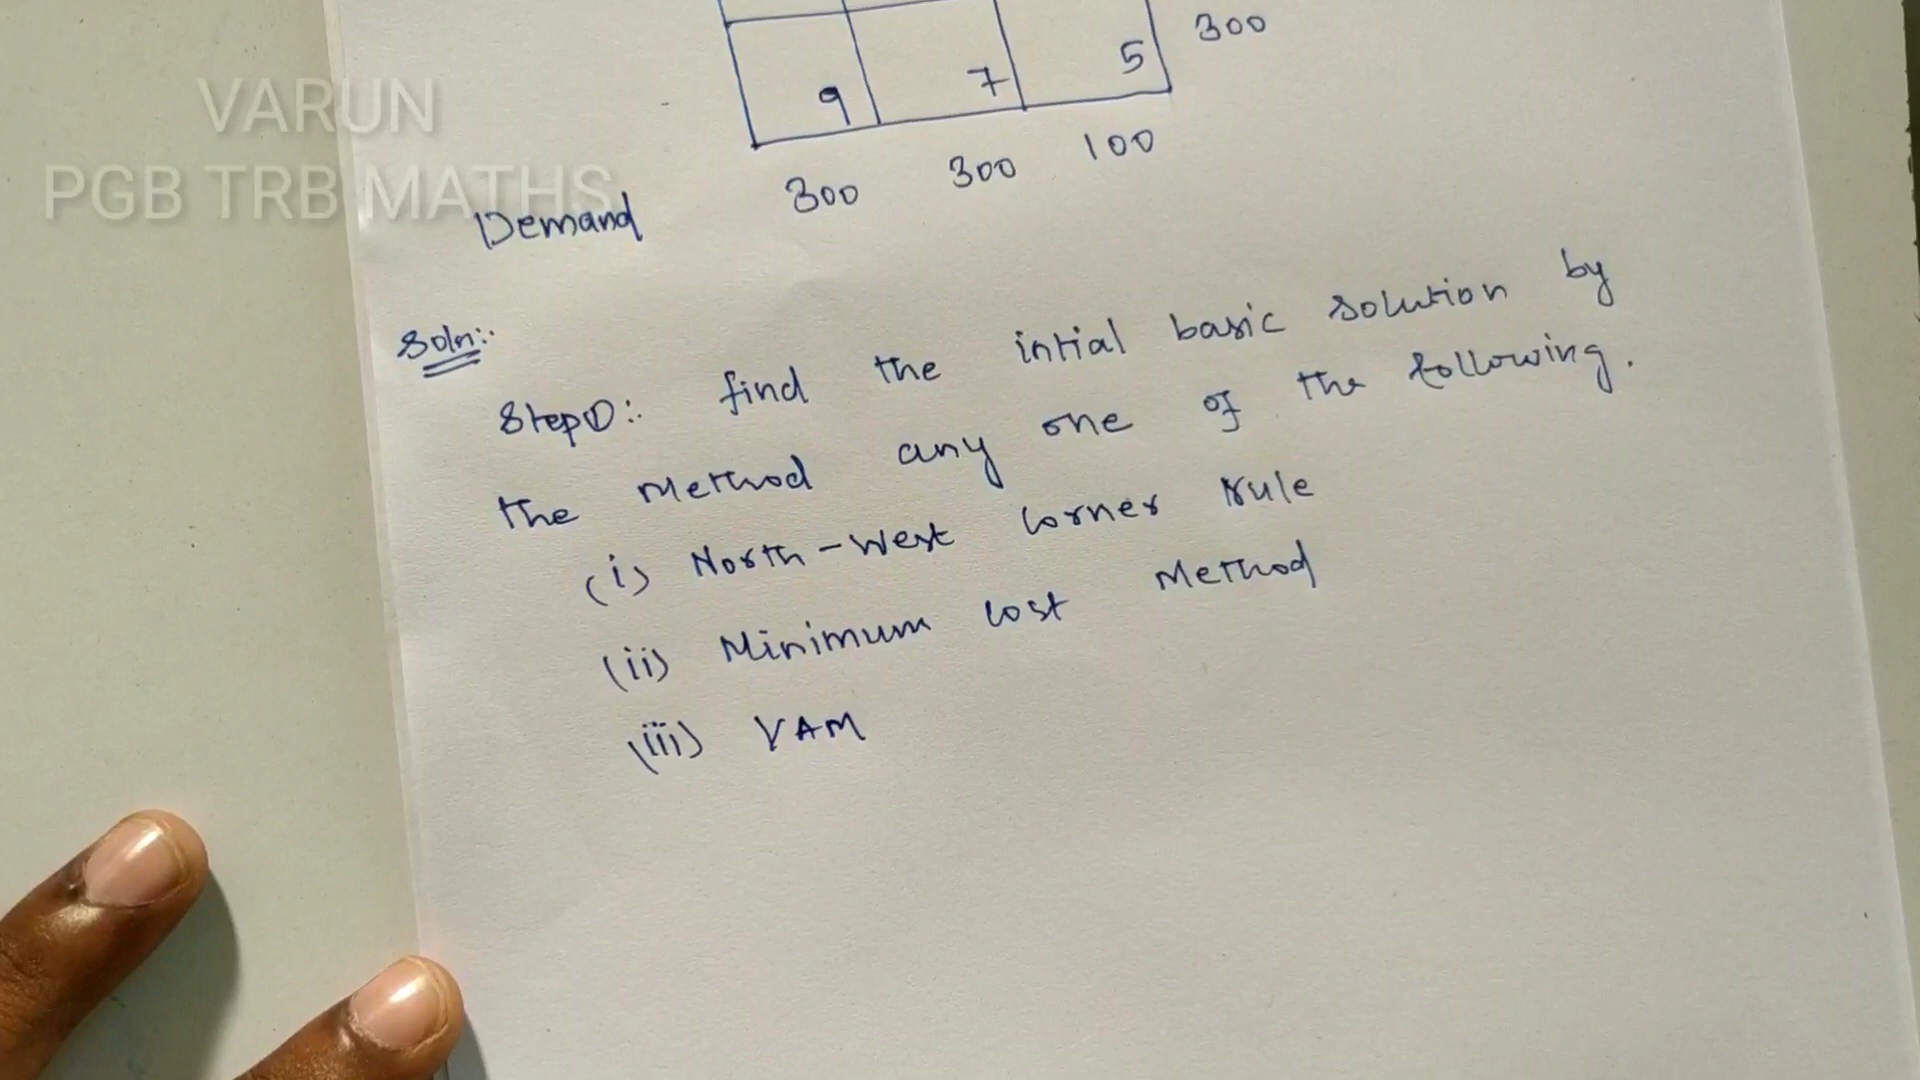 300
9 7 5
300 300 100
Demand
VARUN
PGB TRB MATHS
Soln:
Step①: find the intial basic solution by
the Method any one of the following.
(i) North-West Corner Rule
(ii) Minimum Cost Method
(iii) VAM